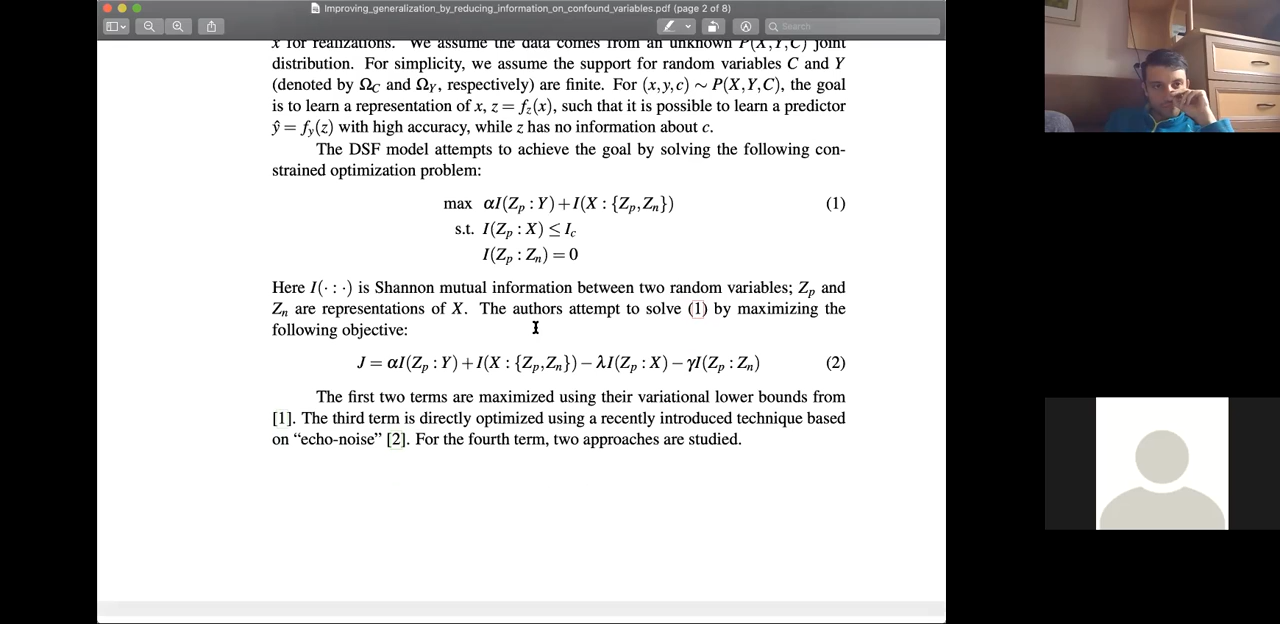 Improving_generalization_by_reducing_information_on_confound_variables.pdf (page 2 of 8)
Search
x for realizations. We assume the data comes from an unknown P(X,Y,C) joint
distribution. For simplicity, we assume the support for random variables C and Y
(denoted by Ω_C and Ω_Y, respectively) are finite. For (x,y,c) ∼ P(X,Y,C), the goal
is to learn a representation of x, z = f_z(x), such that it is possible to learn a predictor
ŷ = f_y(z) with high accuracy, while z has no information about c.
The DSF model attempts to achieve the goal by solving the following con-
strained optimization problem:
max αI(Z_p : Y) + I(X : {Z_p,Z_n}) (1)
s.t. I(Z_p : X) ≤ I_c
I(Z_p : Z_n) = 0
Here I(· : ·) is Shannon mutual information between two random variables; Z_p and
Z_n are representations of X. The authors attempt to solve (1) by maximizing the
following objective:
J = αI(Z_p : Y) + I(X : {Z_p,Z_n}) − λI(Z_p : X) − γI(Z_p : Z_n) (2)
The first two terms are maximized using their variational lower bounds from
[1]. The third term is directly optimized using a recently introduced technique based
on “echo-noise” [2]. For the fourth term, two approaches are studied.